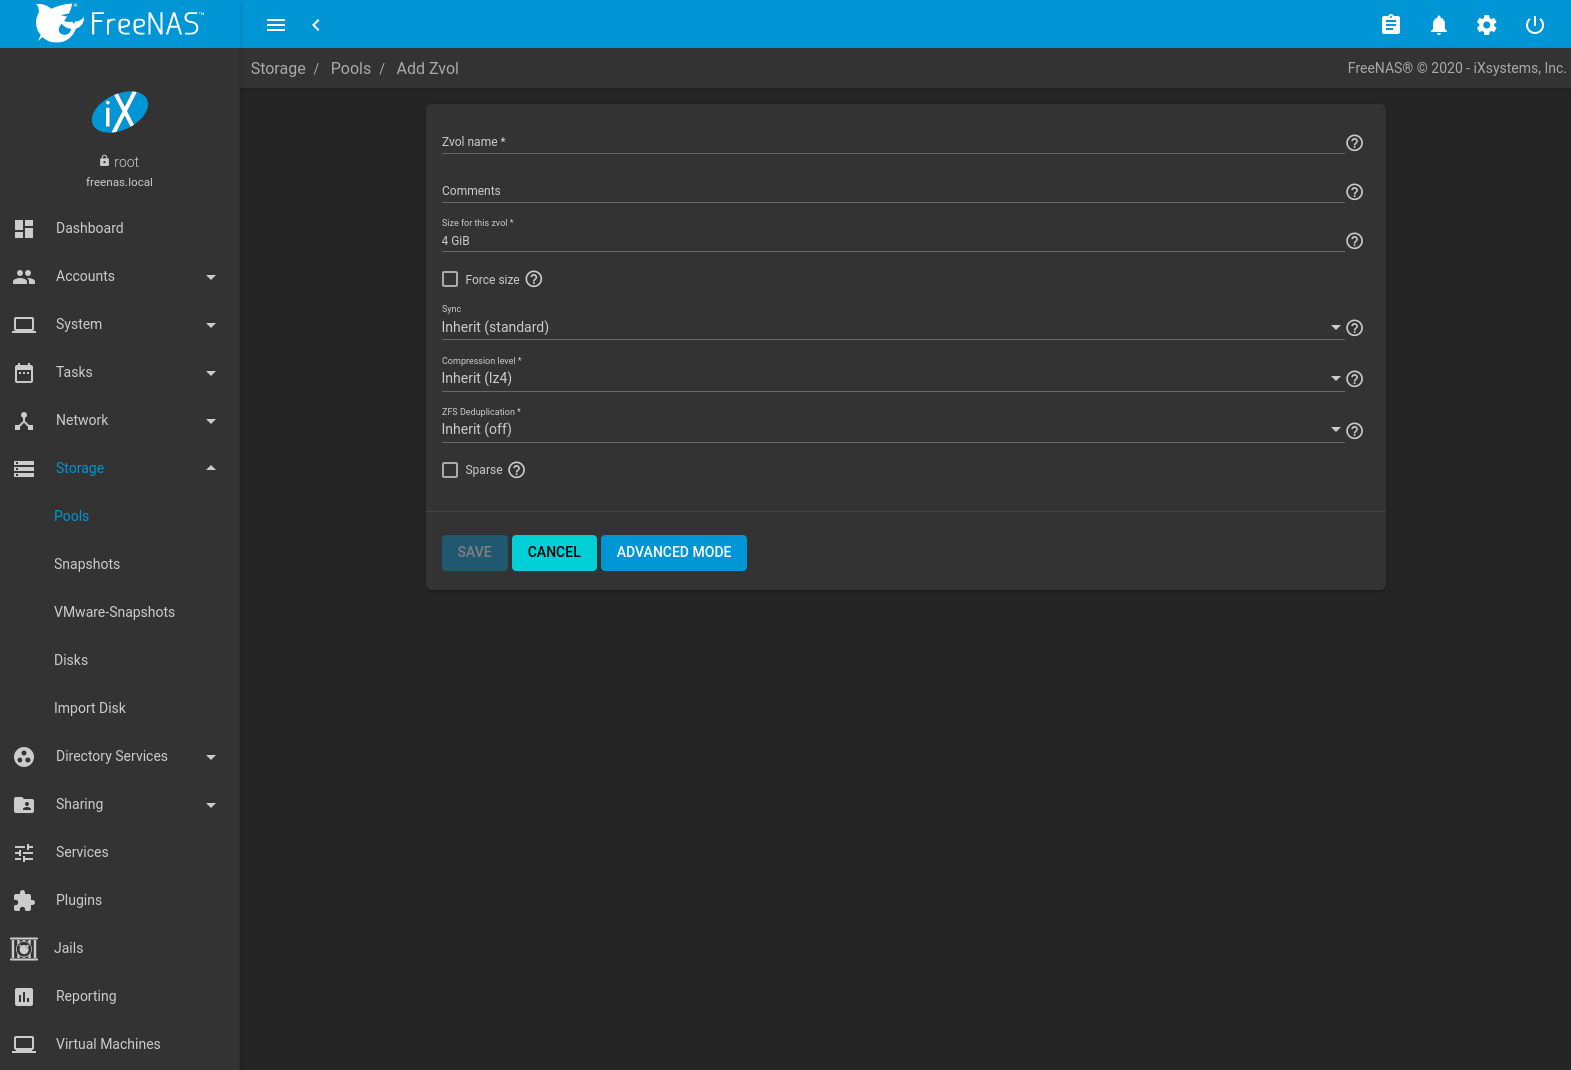 FreeNAS™
Storage / Pools / Add Zvol
FreeNAS® © 2020 - iXsystems, Inc.
iX
root
freenas.local
Dashboard
Accounts
System
Tasks
Network
Storage
Pools
Snapshots
VMware-Snapshots
Disks
Import Disk
Directory Services
Sharing
Services
Plugins
Jails
Reporting
Virtual Machines
Zvol name *
Comments
Size for this zvol *
4 GiB
Force size
Sync
Inherit (standard)
Compression level *
Inherit (lz4)
ZFS Deduplication *
Inherit (off)
Sparse
SAVE CANCEL ADVANCED MODE